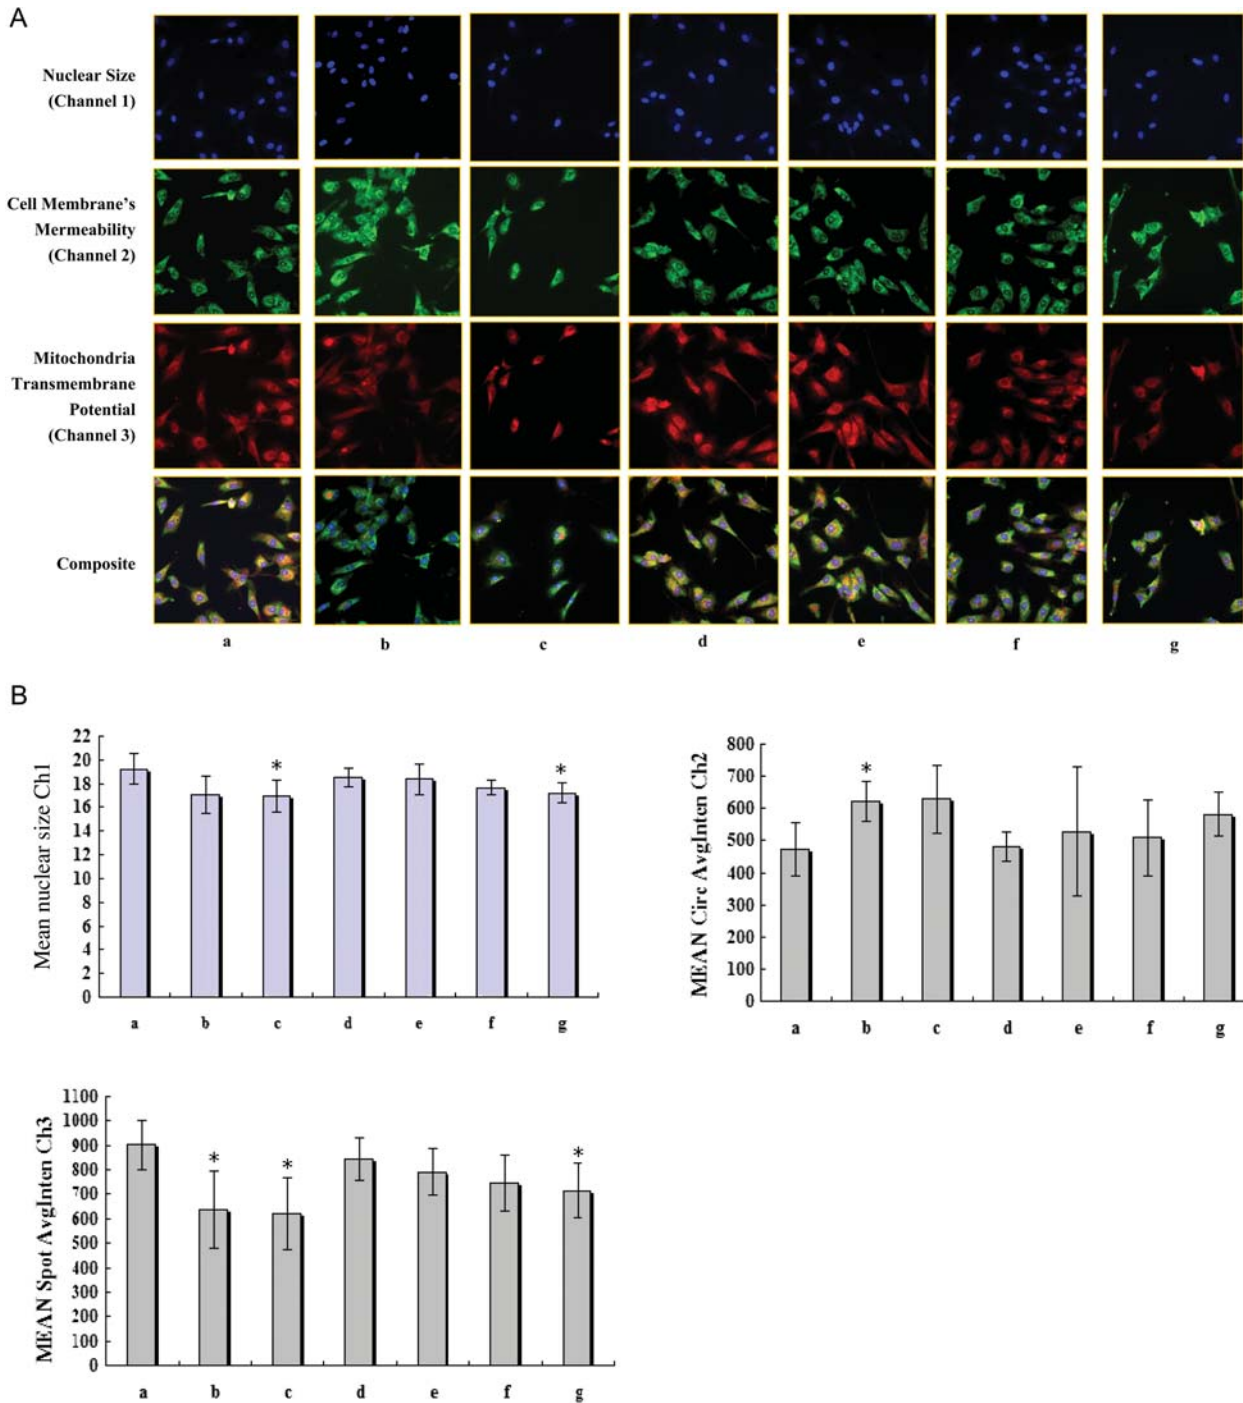 A
Nuclear Size
(Channel 1)
Cell Membrane's
Mermeability
(Channel 2)
Mitochondria
Transmembrane
Potential
(Channel 3)
Composite
a b c d e f g
B
Mean nuclear size Ch1
22
20
18
16
14
12
10
8
6
4
2
0
* *
a b c d e f g
MEAN Circ AvgInten Ch2
800
700
600
500
400
300
200
100
0
*
a b c d e f g
MEAN Spot AvgInten Ch3
1100
1000
900
800
700
600
500
400
300
200
100
0
* * *
a b c d e f g